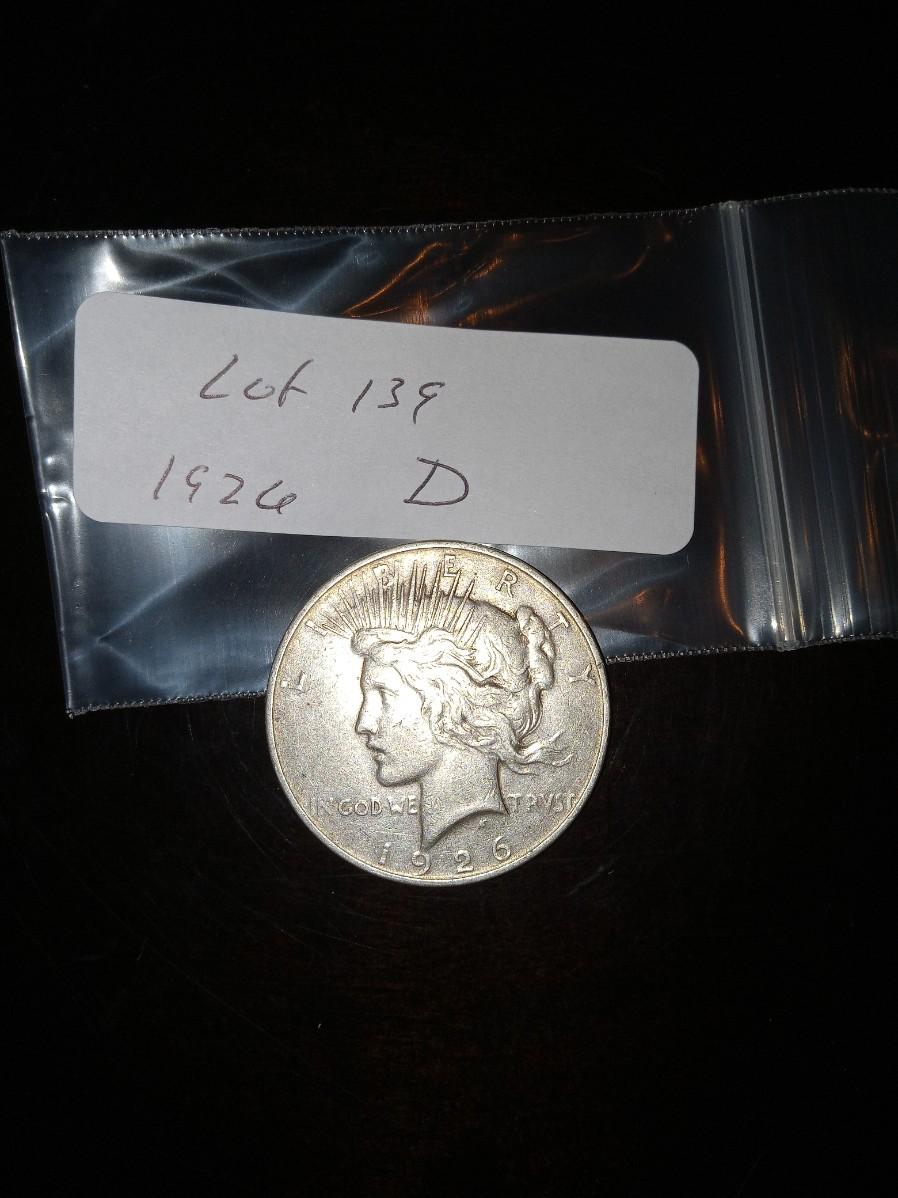 Lot 139
1926 D
LIBERTY
IN GOD WE TRVST
1926